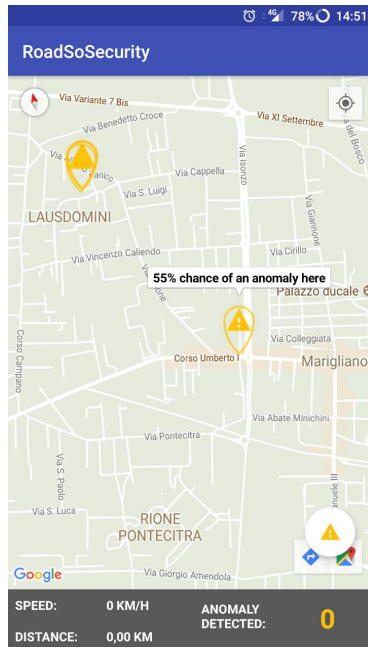 4G 78% 14:51
RoadSoSecurity
Via Variante 7 Bis
Via Benedetto Croce
Via XI Settembre
del Bosco
Via Isonzo
Via Cappella
Via S. Luigi
Via Giannone
LAUSDOMINI
Via Vincenzo Caliendo
Via Cirillo
55% chance of an anomaly here
Palazzo ducale
Corso Campano
Via Colleggiata
Corso Umberto I
Marigliano
Via Abate Minichini
Via Pontecitra
Via S. Paolo
Via S. Luca
RIONE
PONTECITRA
Google
Via Giorgio Amendola
SPEED: 0 KM/H
ANOMALY
DETECTED: 0
DISTANCE: 0,00 KM